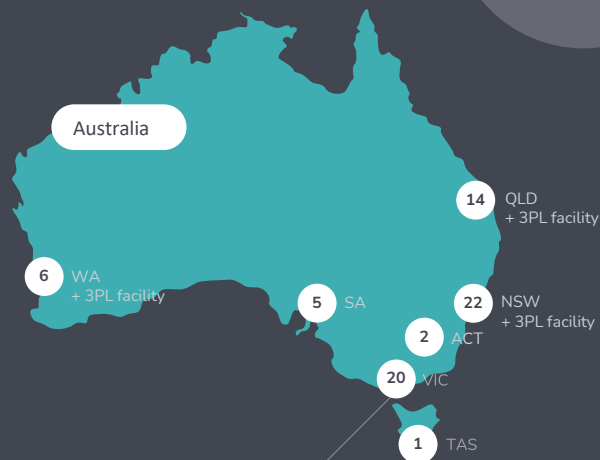 Australia
14
QLD
+ 3PL facility
6
WA
+ 3PL facility
5
SA
22
NSW
+ 3PL facility
2
ACT
20
VIC
1
TAS